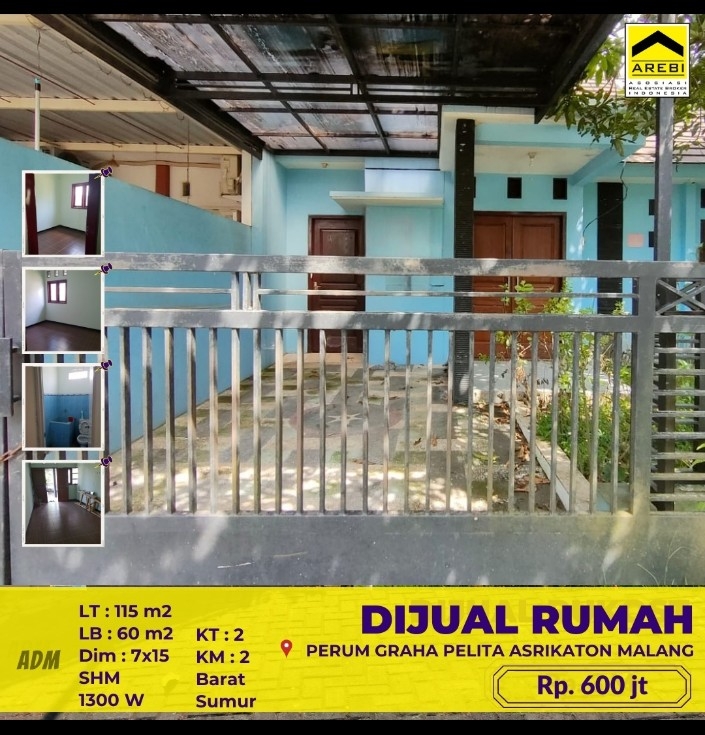 AREBI
ASOSIASI
REAL ESTATE BROKER
INDONESIA
DIJUAL RUMAH
PERUM GRAHA PELITA ASRIKATON MALANG
Rp. 600 jt
ADM
LT : 115 m2
LB : 60 m2
Dim : 7x15
SHM
1300 W
KT : 2
KM : 2
Barat
Sumur